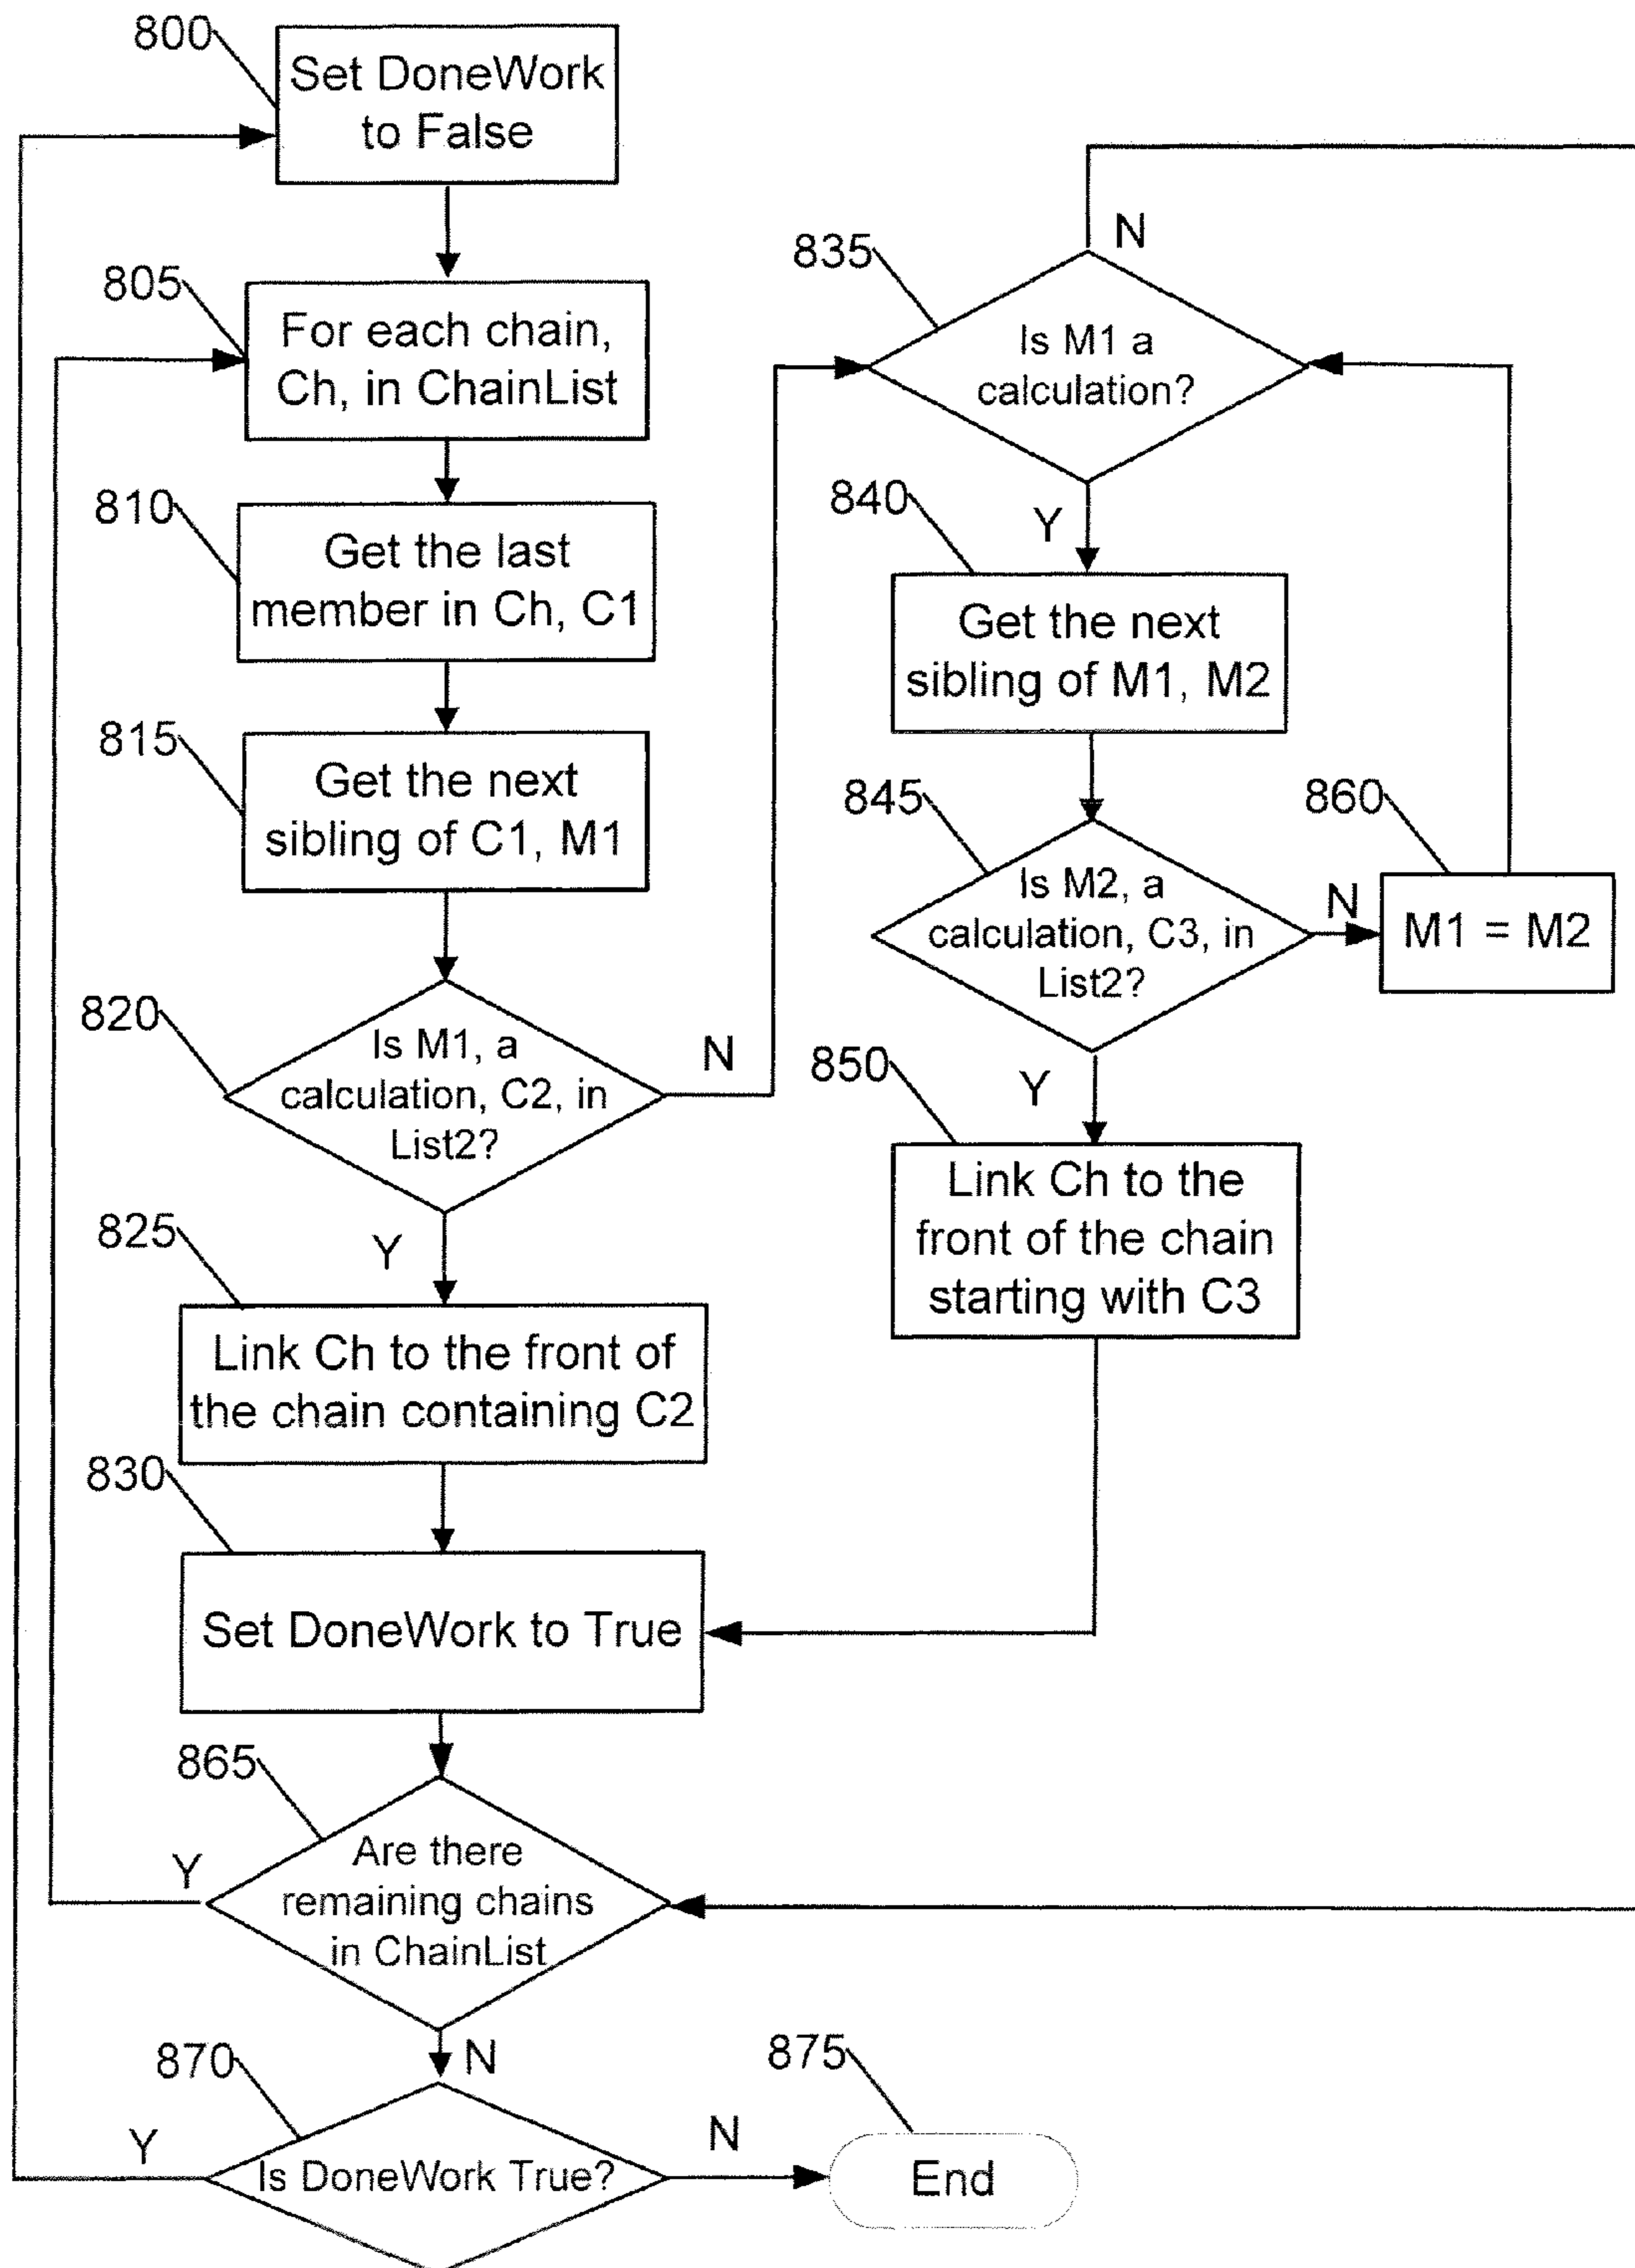 800
Set DoneWork
to False
805
For each chain,
Ch, in ChainList
810
Get the last
member in Ch, C1
815
Get the next
sibling of C1, M1
820
Is M1, a
calculation, C2, in
List2?
N
Y
825
Link Ch to the front of
the chain containing C2
830
Set DoneWork to True
865
Are there
remaining chains
in ChainList
Y
N
870
Is DoneWork True?
Y
N
875
End
835
Is M1 a
calculation?
N
Y
840
Get the next
sibling of M1, M2
845
Is M2, a
calculation, C3, in
List2?
N
860
M1 = M2
Y
850
Link Ch to the
front of the chain
starting with C3